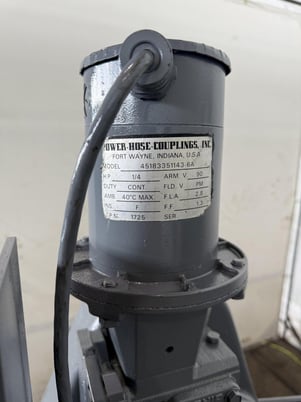 POWER-HOSE-COUPLINGS, INC.
FORT WAYNE, INDIANA, U.S.A
MODEL 45183351143-6A
H.P. 1/4 ARM. V 90
DUTY CONT FLD. V PM
AMB. 40°C MAX. F.L.A. 2.8
INS. F F.F. 1.3
R.P.M. 1725 SER.